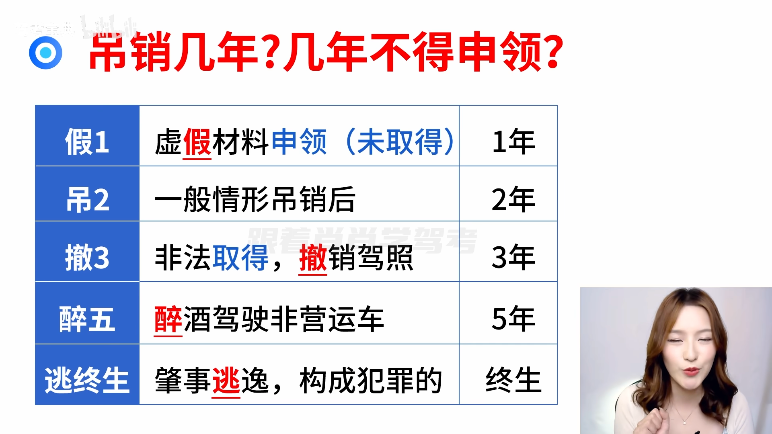 吊销几年?几年不得申领?
假1 虚假材料申领（未取得） 1年
吊2 一般情形吊销后 2年
跟着尚尚学驾考
撤3 非法取得，撤销驾照 3年
醉五 醉酒驾驶非营运车 5年
逃终生 肇事逃逸，构成犯罪的 终生